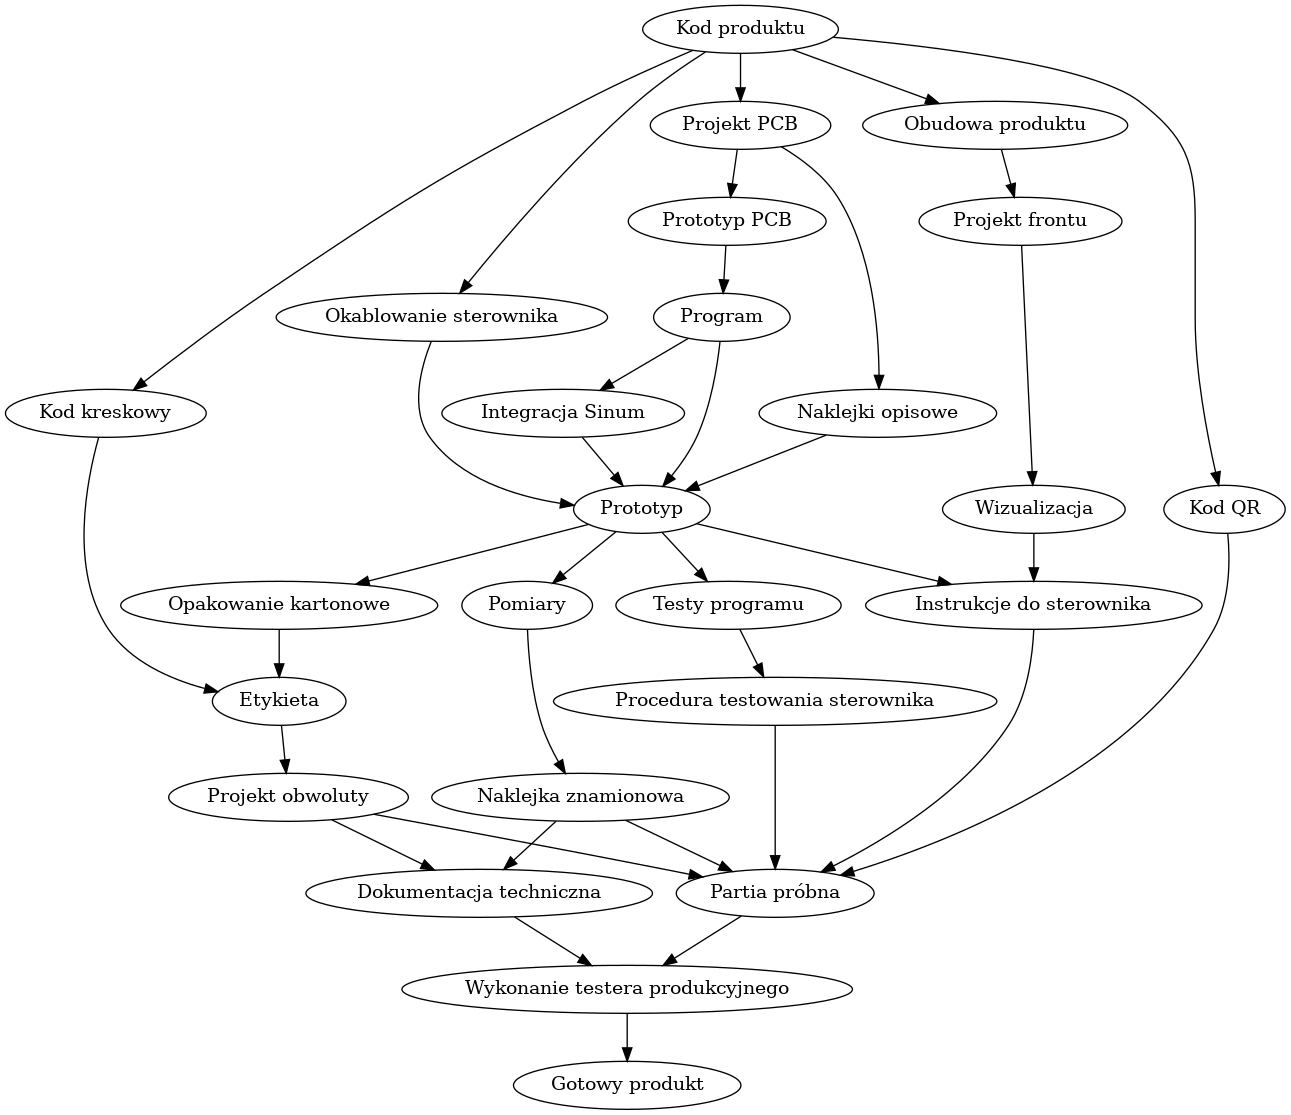 Kod produktu
Projekt PCB
Obudowa produktu
Prototyp PCB
Projekt frontu
Okablowanie sterownika
Program
Kod kreskowy
Integracja Sinum
Naklejki opisowe
Prototyp
Wizualizacja
Kod QR
Opakowanie kartonowe
Pomiary
Testy programu
Instrukcje do sterownika
Etykieta
Procedura testowania sterownika
Projekt obwoluty
Naklejka znamionowa
Dokumentacja techniczna
Partia próbna
Wykonanie testera produkcyjnego
Gotowy produkt